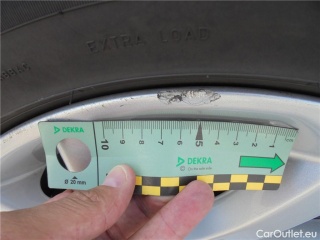 EXTRA LOAD
DEKRA
10 9 8 7 6 5 4 3 2 1
DEKRA
Ø 20 mm
CarOutlet.eu